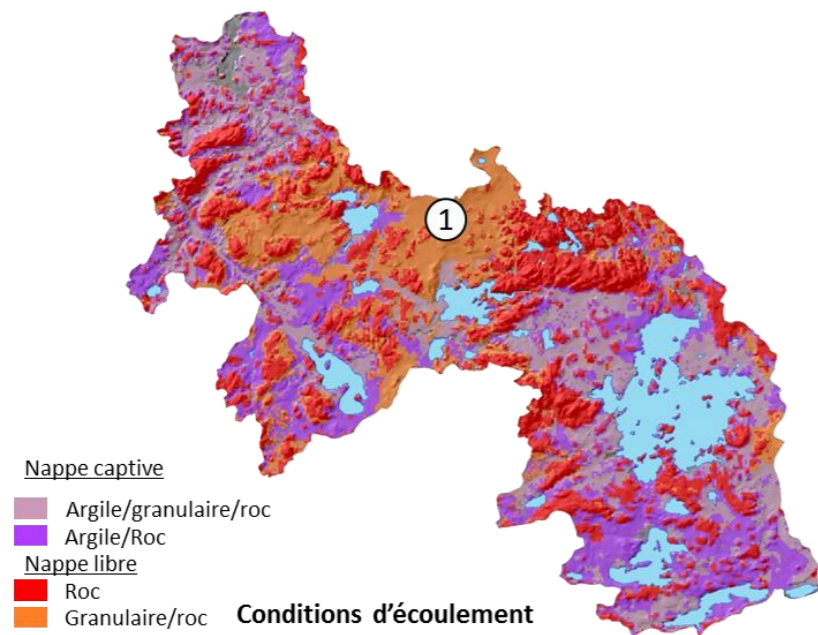 1
Nappe captive
Argile/granulaire/roc
Argile/Roc
Nappe libre
Roc
Granulaire/roc
Conditions d'écoulement